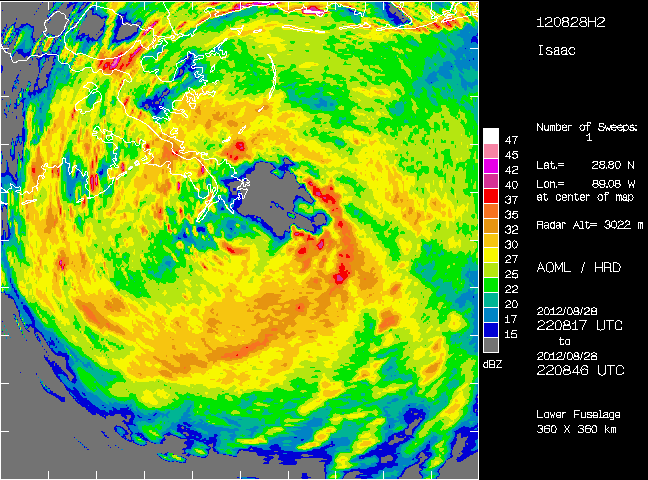 120828H2
Isaac
Number of Sweeps:
1
Lat.= 28.80 N
Lon.= 89.08 W
at center of map
Radar Alt= 3022 m
AOML / HRD
2012/08/28
220817 UTC
to
2012/08/28
220846 UTC
Lower Fuselage
360 X 360 km
47
45
42
40
37
35
32
30
27
25
22
20
17
15
dBZ